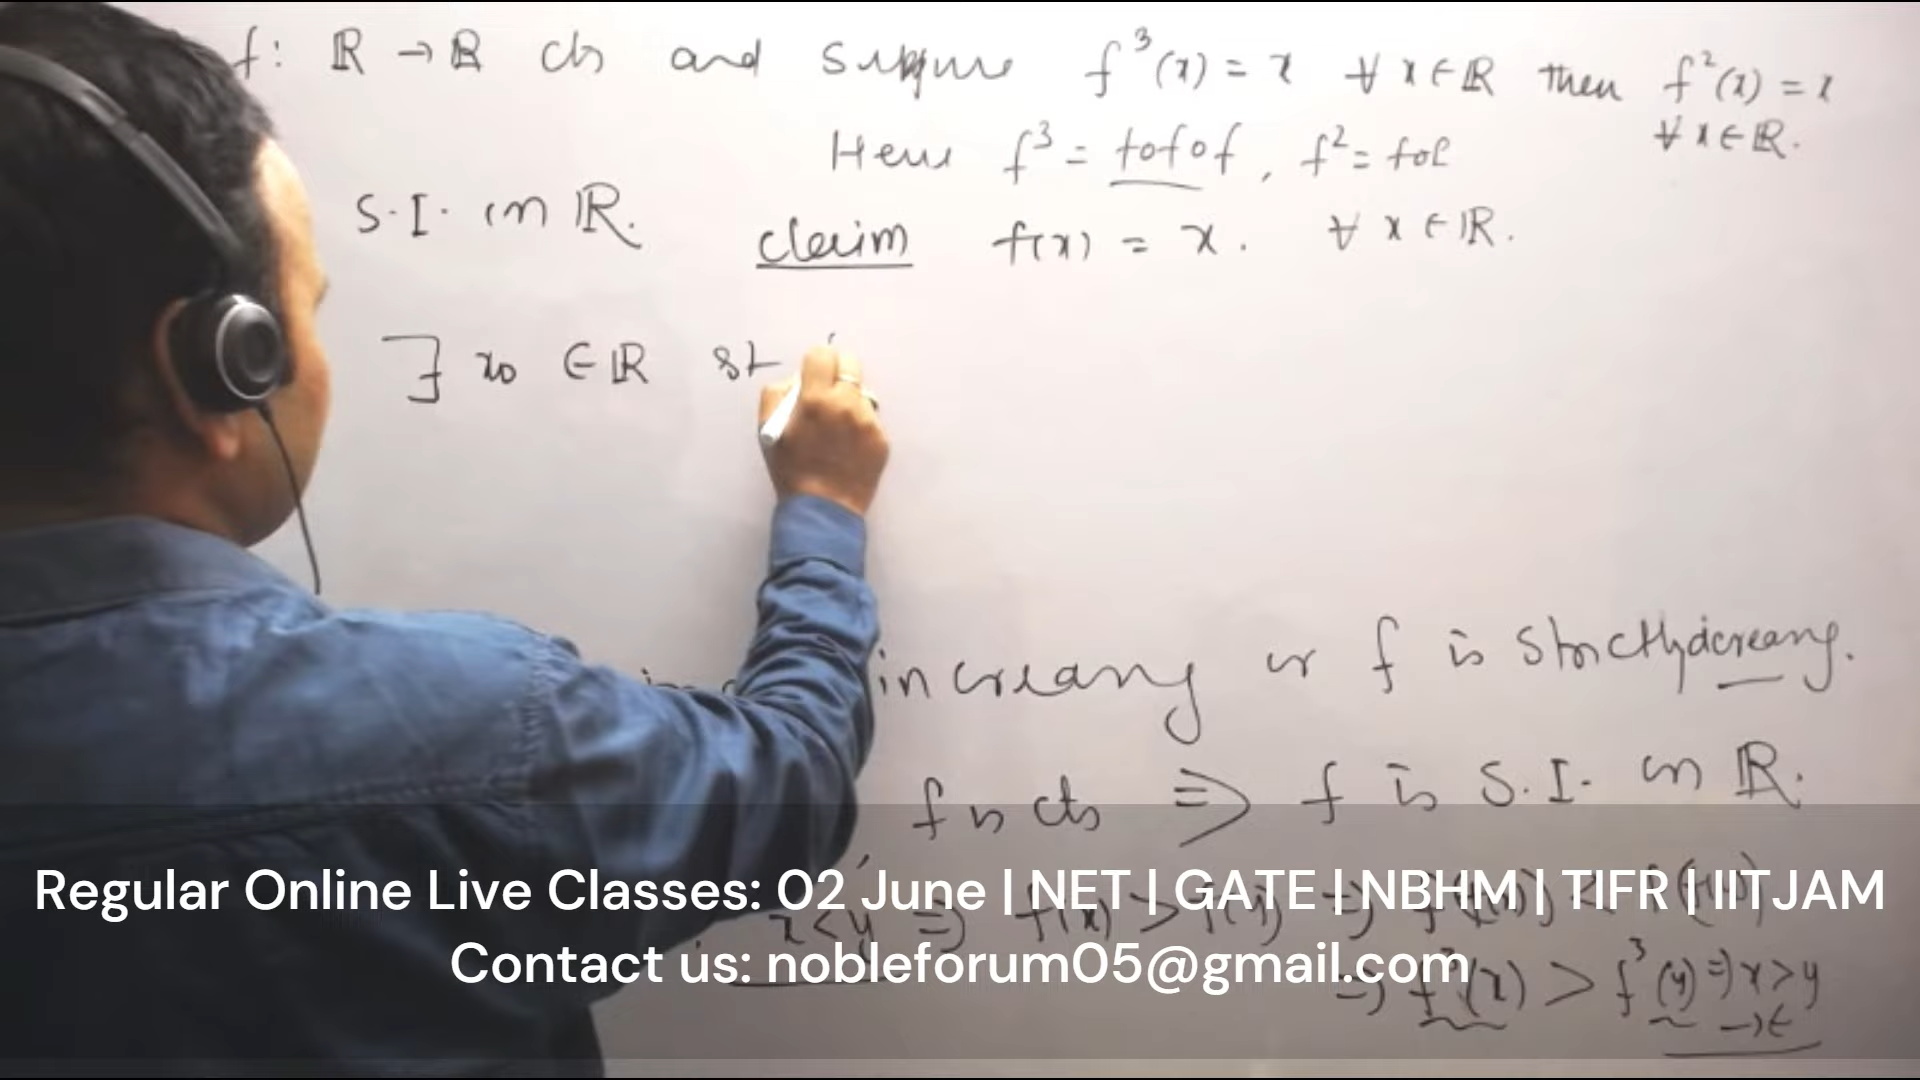 f: ℝ → ℝ cts and suppose f³(x) = x ∀ x ∈ ℝ then f²(x) = x
∀ x ∈ ℝ.
Here f³ = fofof, f² = fof
S.I. in ℝ.
claim f(x) = x. ∀ x ∈ ℝ.
∃ x₀ ∈ ℝ st
increasing or f is strictly decreasing.
f is cts ⇒ f is S.I. in ℝ.
Regular Online Live Classes: 02 June | NET | GATE | NBHM | TIFR | IITJAM
x<y ⇒ f(x) > f(y) ⇒
Contact us: nobleforum05@gmail.com
⇒ f³(x) > f³(y) ⇒ x > y
→←